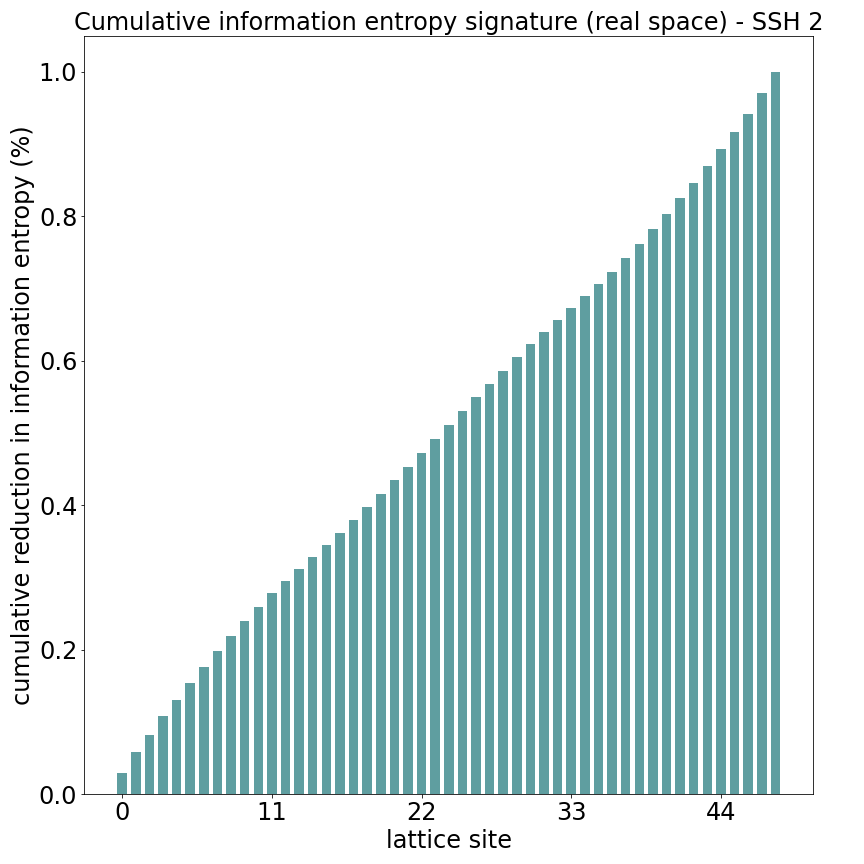 Cumulative information entropy signature (real space) - SSH 2
cumulative reduction in information entropy (%)
1.0
0.8
0.6
0.4
0.2
0.0
0 11 22 33 44
lattice site